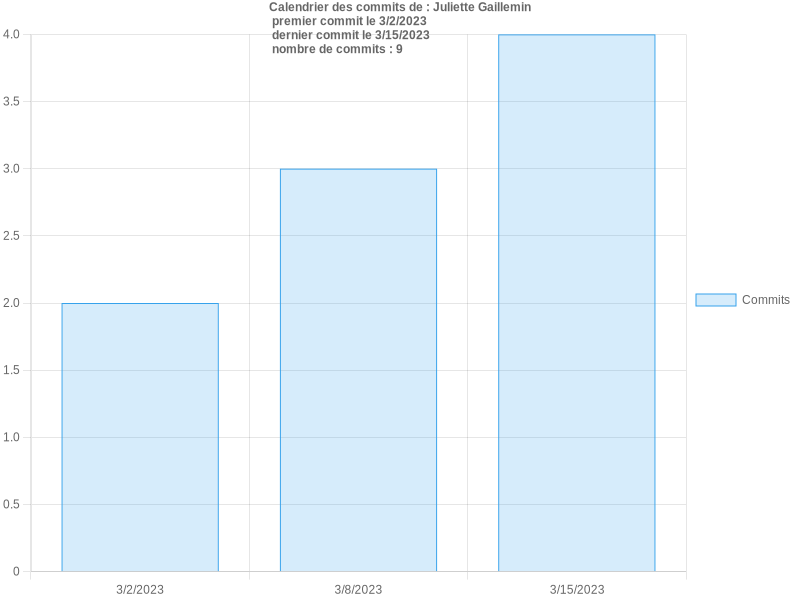 Calendrier des commits de : Juliette Gaillemin
premier commit le 3/2/2023
dernier commit le 3/15/2023
nombre de commits : 9
4.0
3.5
3.0
2.5
2.0
1.5
1.0
0.5
0
Commits
3/2/2023
3/8/2023
3/15/2023